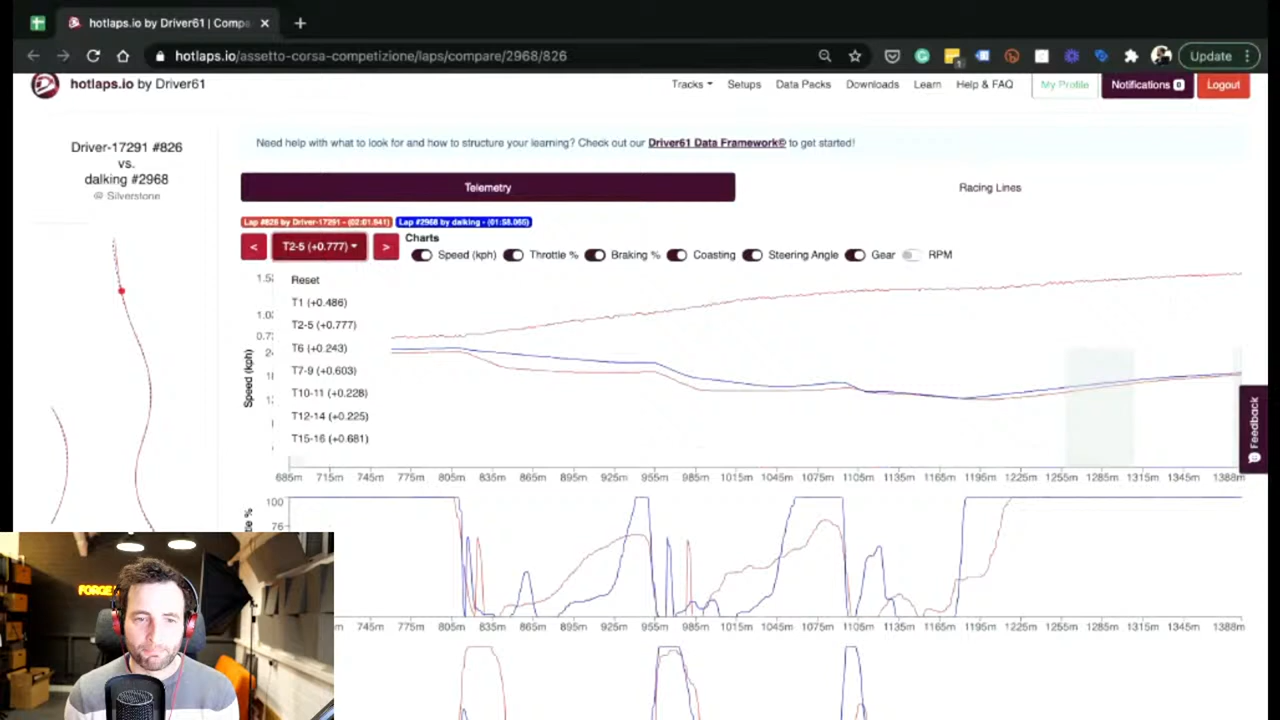 hotlaps.io by Driver61 | Comp
hotlaps.io/assetto-corsa-competizione/laps/compare/2968/826
Update
hotlaps.io by Driver61
Tracks Setups Data Packs Downloads Learn Help & FAQ My Profile Notifications 0 Logout
Driver-17291 #826
vs.
dalking #2968
@ Silverstone
Need help with what to look for and how to structure your learning? Check out our Driver61 Data Framework© to get started!
Telemetry
Racing Lines
Lap #826 by Driver-17291 - (02:01.541) Lap #2968 by dalking - (01:58.065)
< T2-5 (+0.777) >
Charts
Speed (kph) Throttle % Braking % Coasting Steering Angle Gear RPM
Reset
T1 (+0.486)
T2-5 (+0.777)
T6 (+0.243)
T7-9 (+0.603)
T10-11 (+0.228)
T12-14 (+0.225)
T15-16 (+0.681)
Speed (kph)
685m 715m 745m 775m 805m 835m 865m 895m 925m 955m 985m 1015m 1045m 1075m 1105m 1135m 1165m 1195m 1225m 1255m 1285m 1315m 1345m 1388m
100
76
745m 775m 805m 835m 865m 895m 925m 955m 985m 1015m 1045m 1075m 1105m 1135m 1165m 1195m 1225m 1255m 1285m 1315m 1345m 1388m
Feedback
FORGE